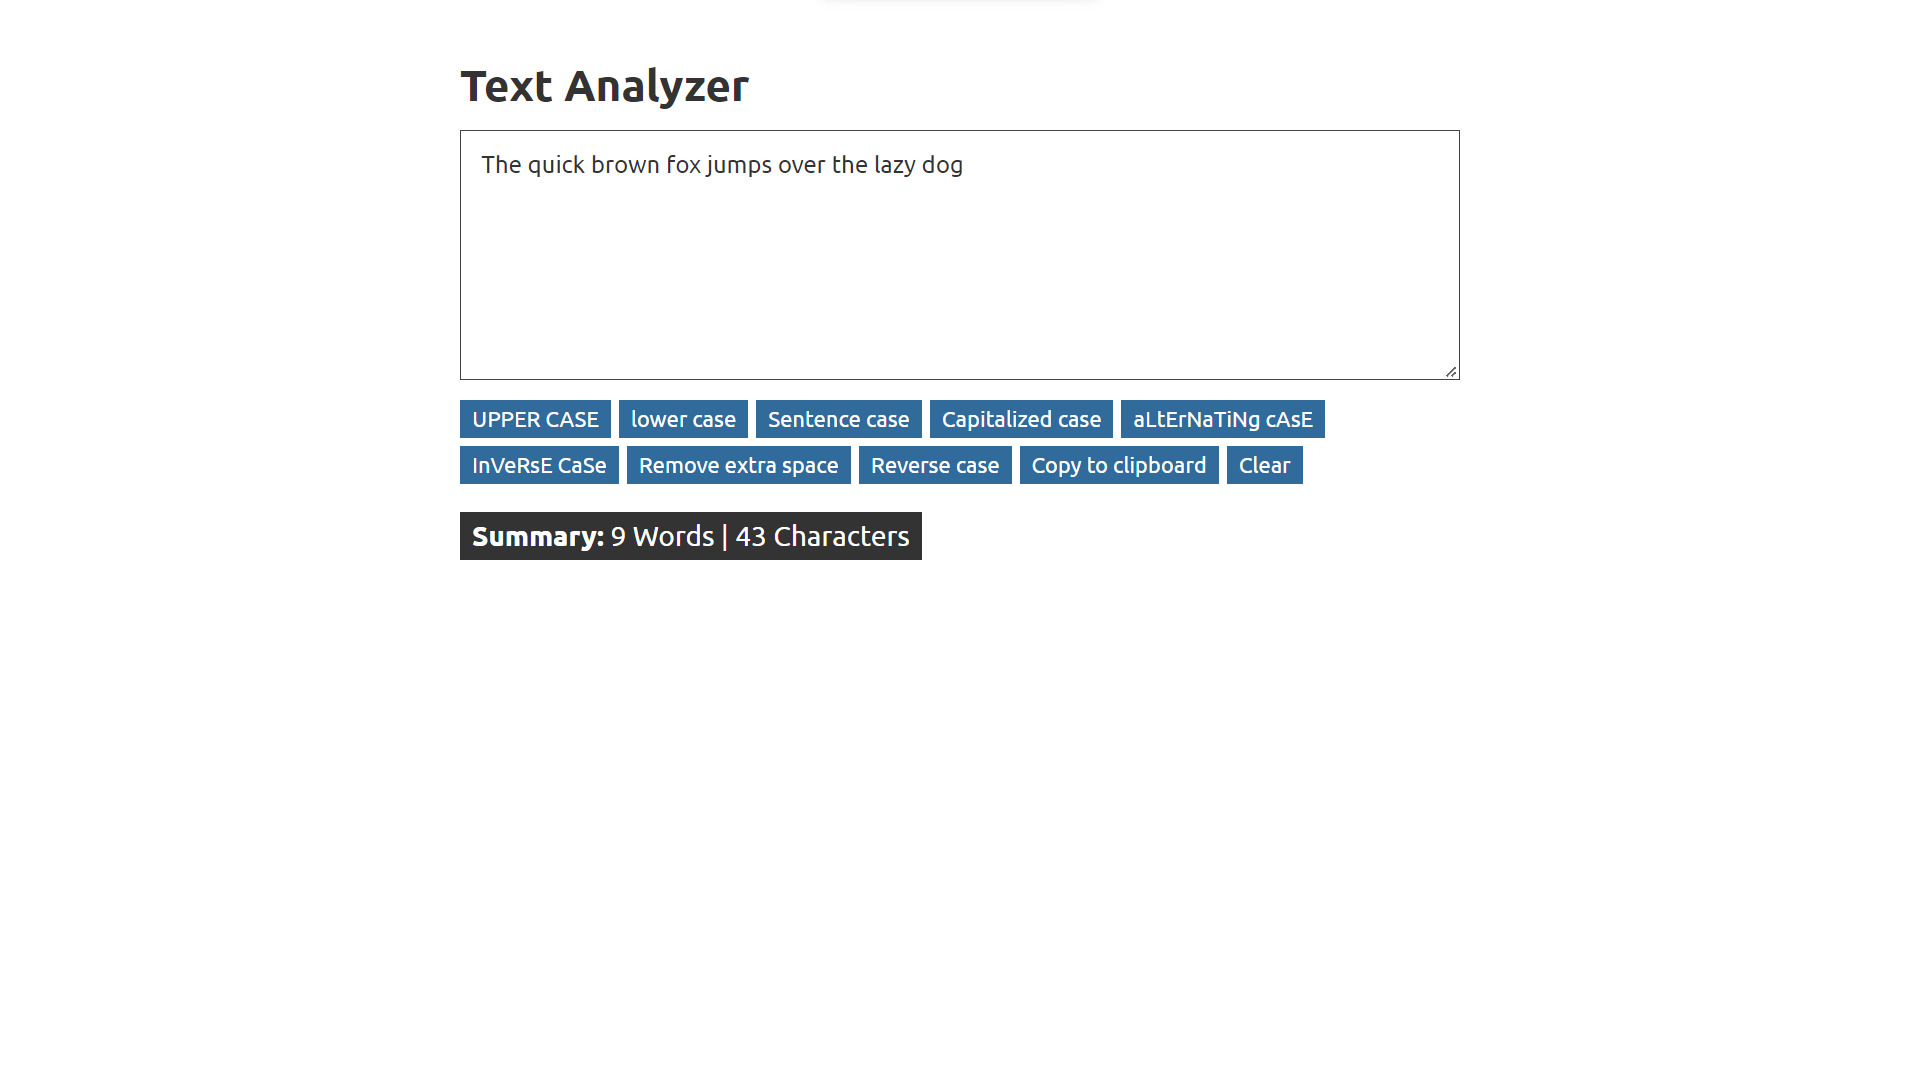 Text Analyzer
The quick brown fox jumps over the lazy dog
UPPER CASE lower case Sentence case Capitalized case aLtErNaTiNg cAsE
InVeRsE CaSe Remove extra space Reverse case Copy to clipboard Clear
Summary: 9 Words | 43 Characters